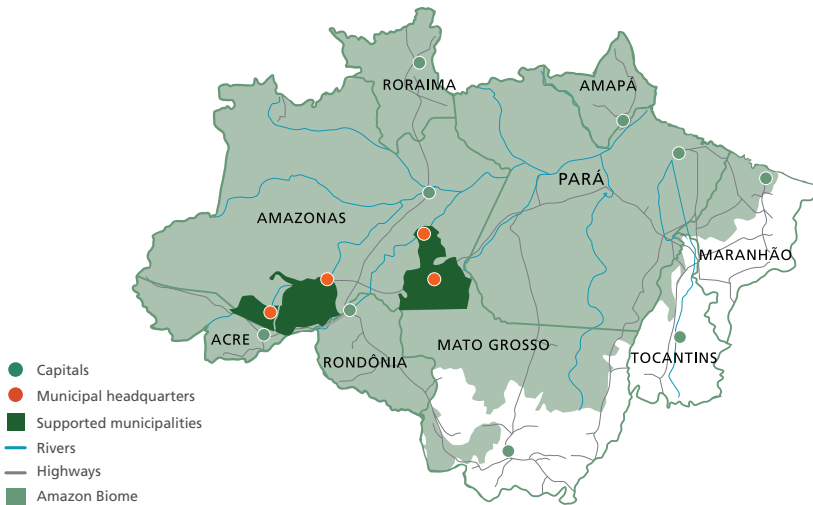 RORAIMA
AMAPÁ
PARÁ
AMAZONAS
MARANHÃO
ACRE
RONDÔNIA
MATO GROSSO
TOCANTINS
Capitals
Municipal headquarters
Supported municipalities
Rivers
Highways
Amazon Biome